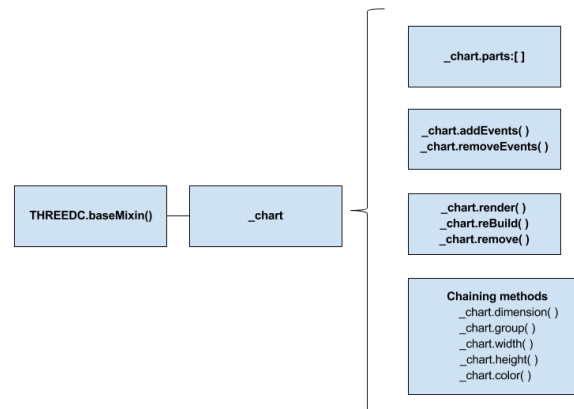 _chart.parts:[ ]
_chart.addEvents( )
_chart.removeEvents( )
THREEDC.baseMixin()
_chart
_chart.render( )
_chart.reBuild( )
_chart.remove( )
Chaining methods
_chart.dimension( )
_chart.group( )
_chart.width( )
_chart.height( )
_chart.color( )